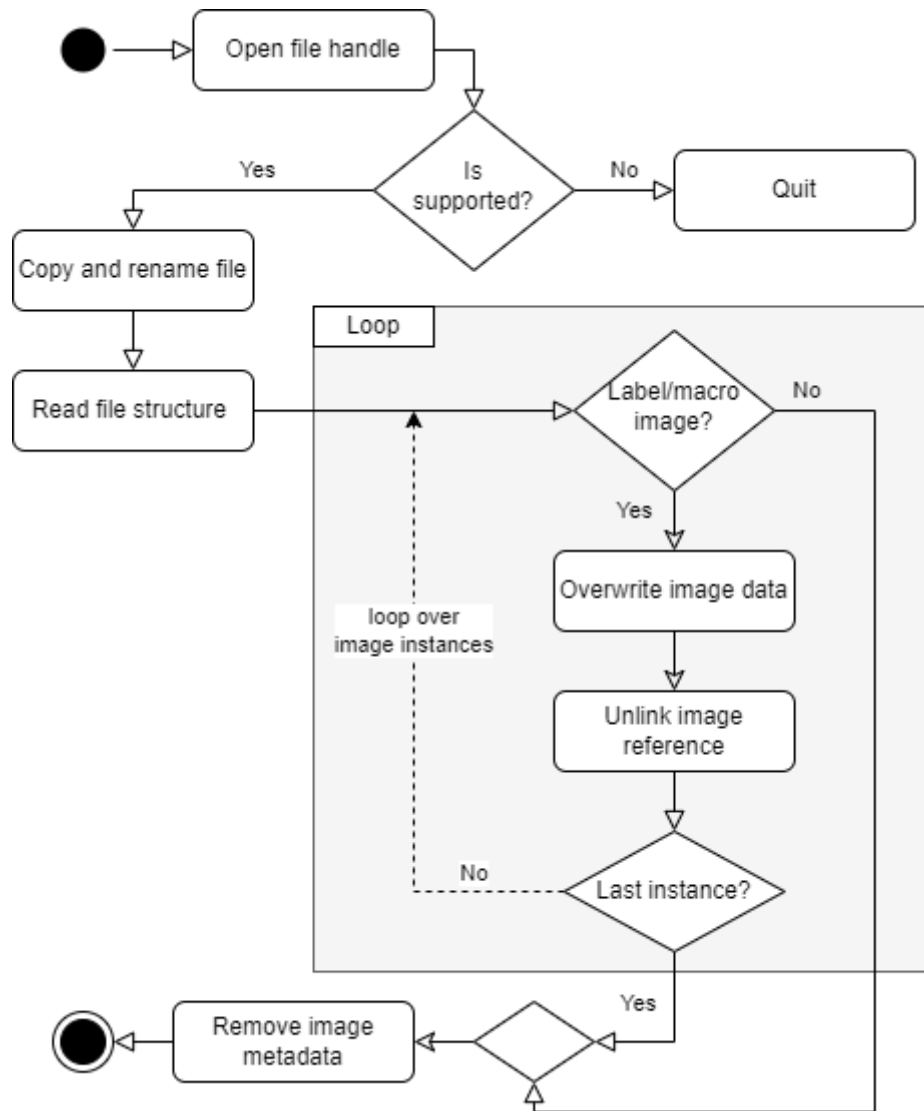 Open file handle
Is
supported?
Yes
No
Quit
Copy and rename file
Read file structure
Loop
Label/macro
image?
No
Yes
Overwrite image data
loop over
image instances
Unlink image
reference
Last instance?
No
Yes
Remove image
metadata